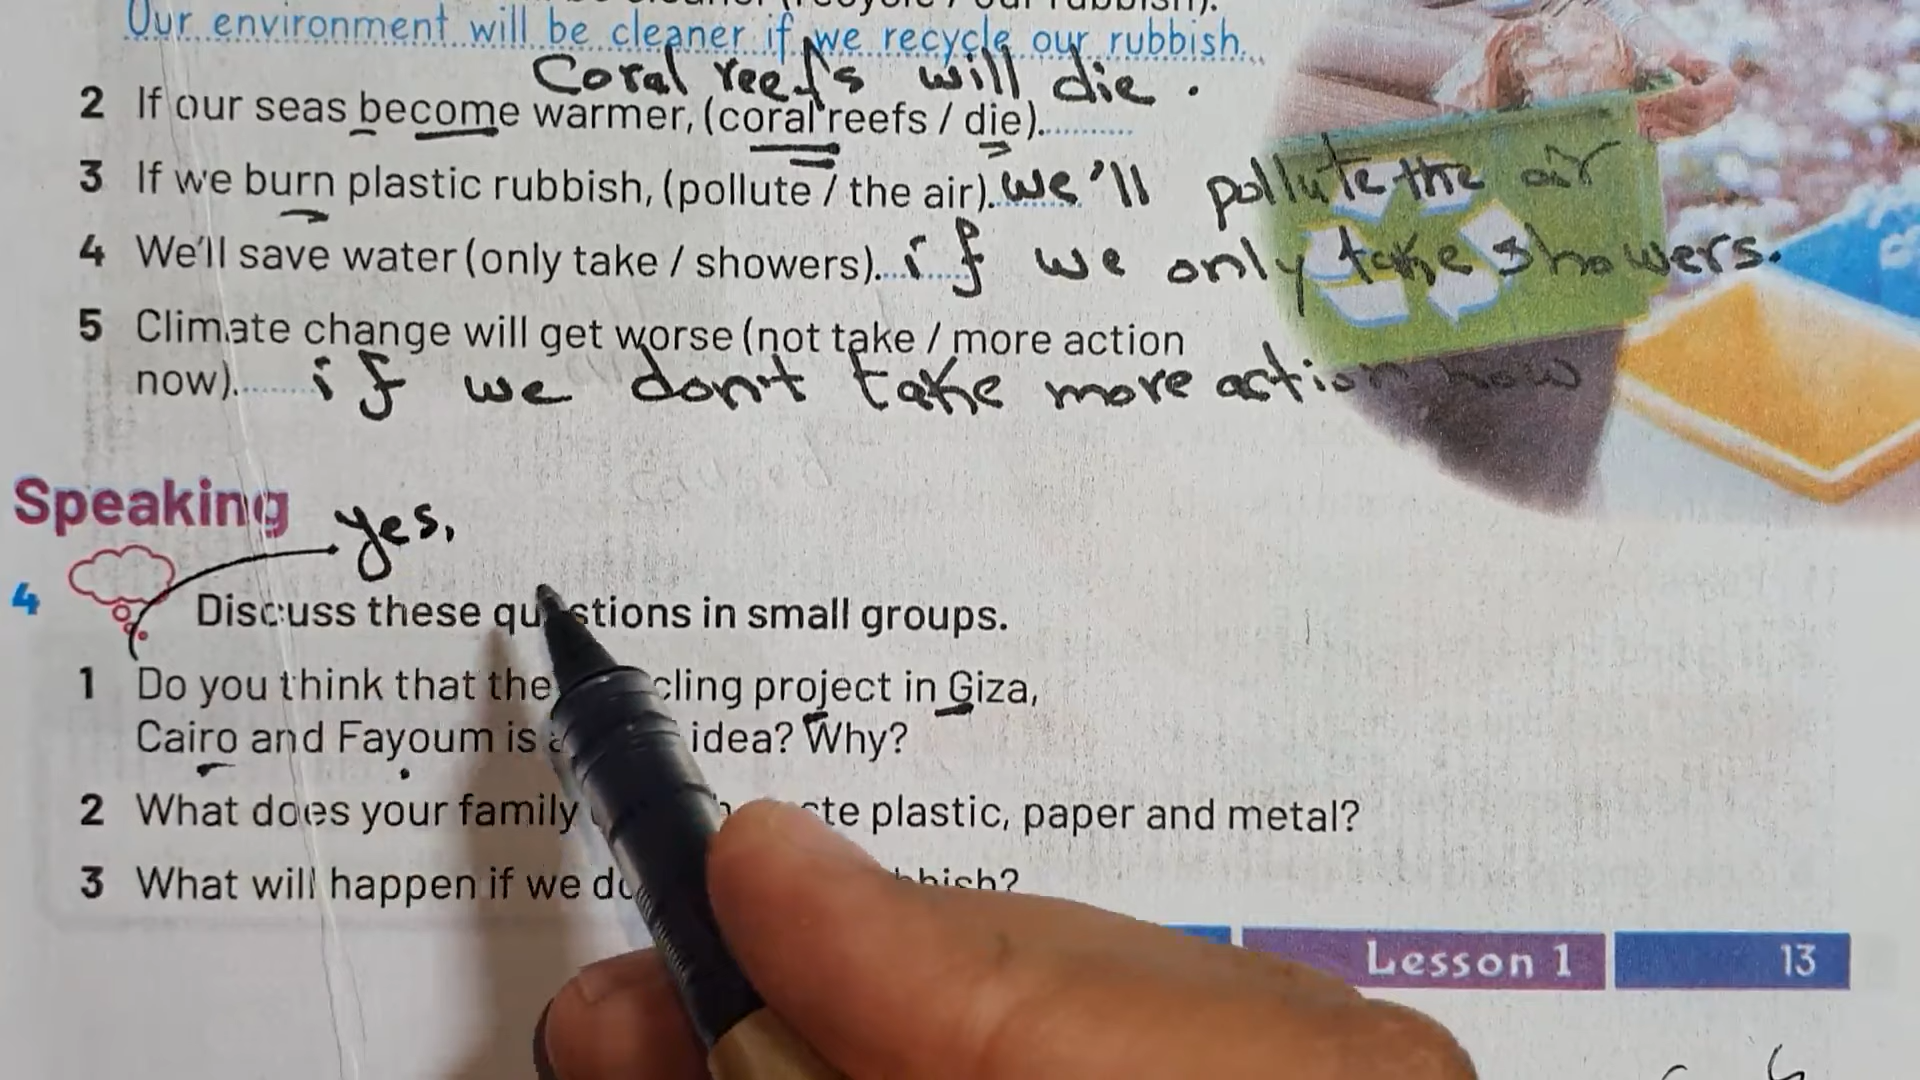 Our environment will be cleaner if we recycle our rubbish.
Coral reefs will die.
2 If our seas become warmer, (coral reefs / die).
3 If we burn plastic rubbish, (pollute / the air). we'll pollute the air
4 We'll save water (only take / showers). if we only take showers.
5 Climate change will get worse (not take / more action
now). if we don't take more action now
Speaking
yes,
4 Discuss these questions in small groups.
1 Do you think that the cling project in Giza,
Cairo and Fayoum is idea? Why?
2 What does your family te plastic, paper and metal?
3 What will happen if we
Lesson 1 13